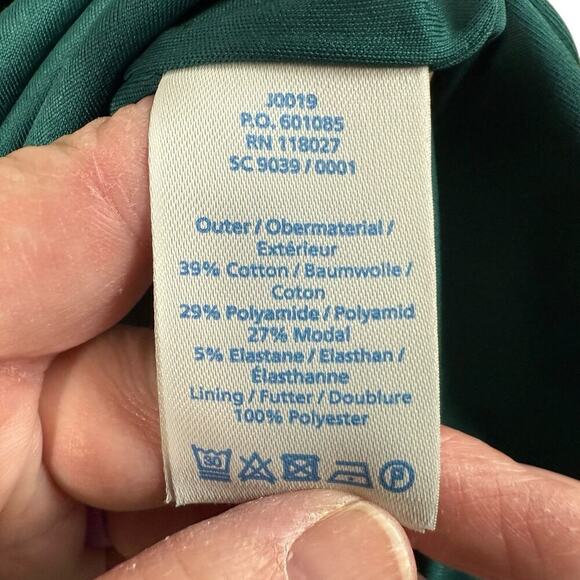 J0019
P.O. 601085
RN 118027
SC 9039 / 0001
Outer / Obermaterial /
Extérieur
39% Cotton / Baumwolle /
Coton
29% Polyamide / Polyamid
27% Modal
5% Elastane / Elasthan /
Élasthanne
Lining / Futter / Doublure
100% Polyester
30 P